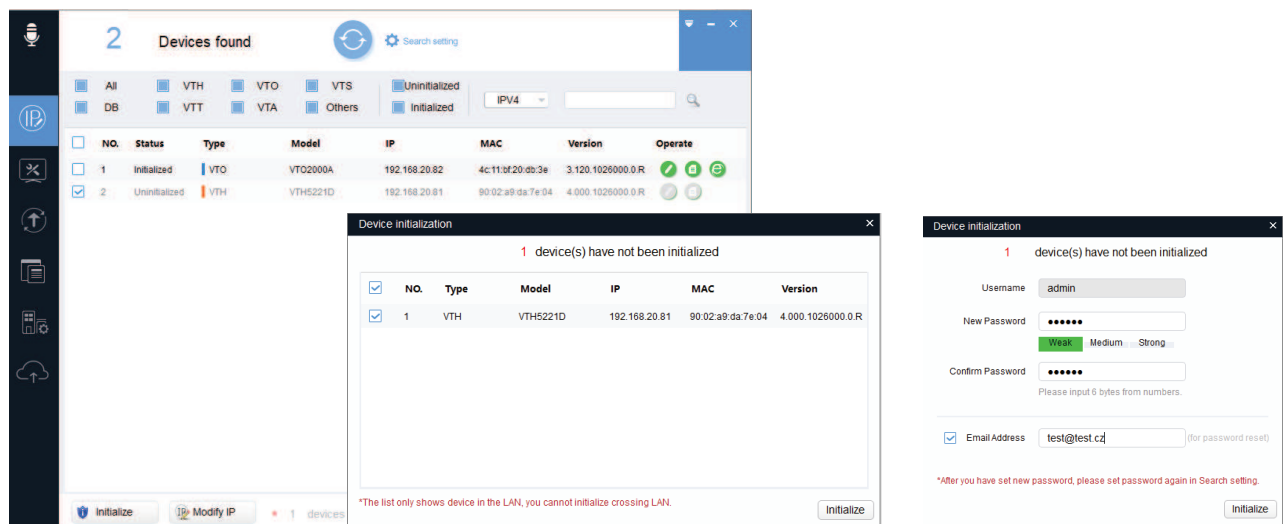 2 Devices found Search setting
All VTH VTO VTS Uninitialized
DB VTT VTA Others Initialized
IPV4
NO. Status Type Model IP MAC Version Operate
1 Initialized VTO VTO2000A 192.168.20.82 4c:11:bf:20:db:3e 3.120.1026000.0.R
2 Uninitialized VTH VTH5221D 192.168.20.81 90:02:a9:da:7e:04 4.000.1026000.0.R
Initialize Modify IP * 1 devices
Device initialization
1 device(s) have not been initialized
NO. Type Model IP MAC Version
1 VTH VTH5221D 192.168.20.81 90:02:a9:da:7e:04 4.000.1026000.0.R
*The list only shows device in the LAN, you cannot initialize crossing LAN.
Initialize
Device initialization
1 device(s) have not been initialized
Username admin
New Password ●●●●●●
Weak Medium Strong
Confirm Password ●●●●●●
Please input 6 bytes from numbers.
Email Address test@test.cz (for password reset)
*After you have set new password, please set password again in Search setting.
Initialize